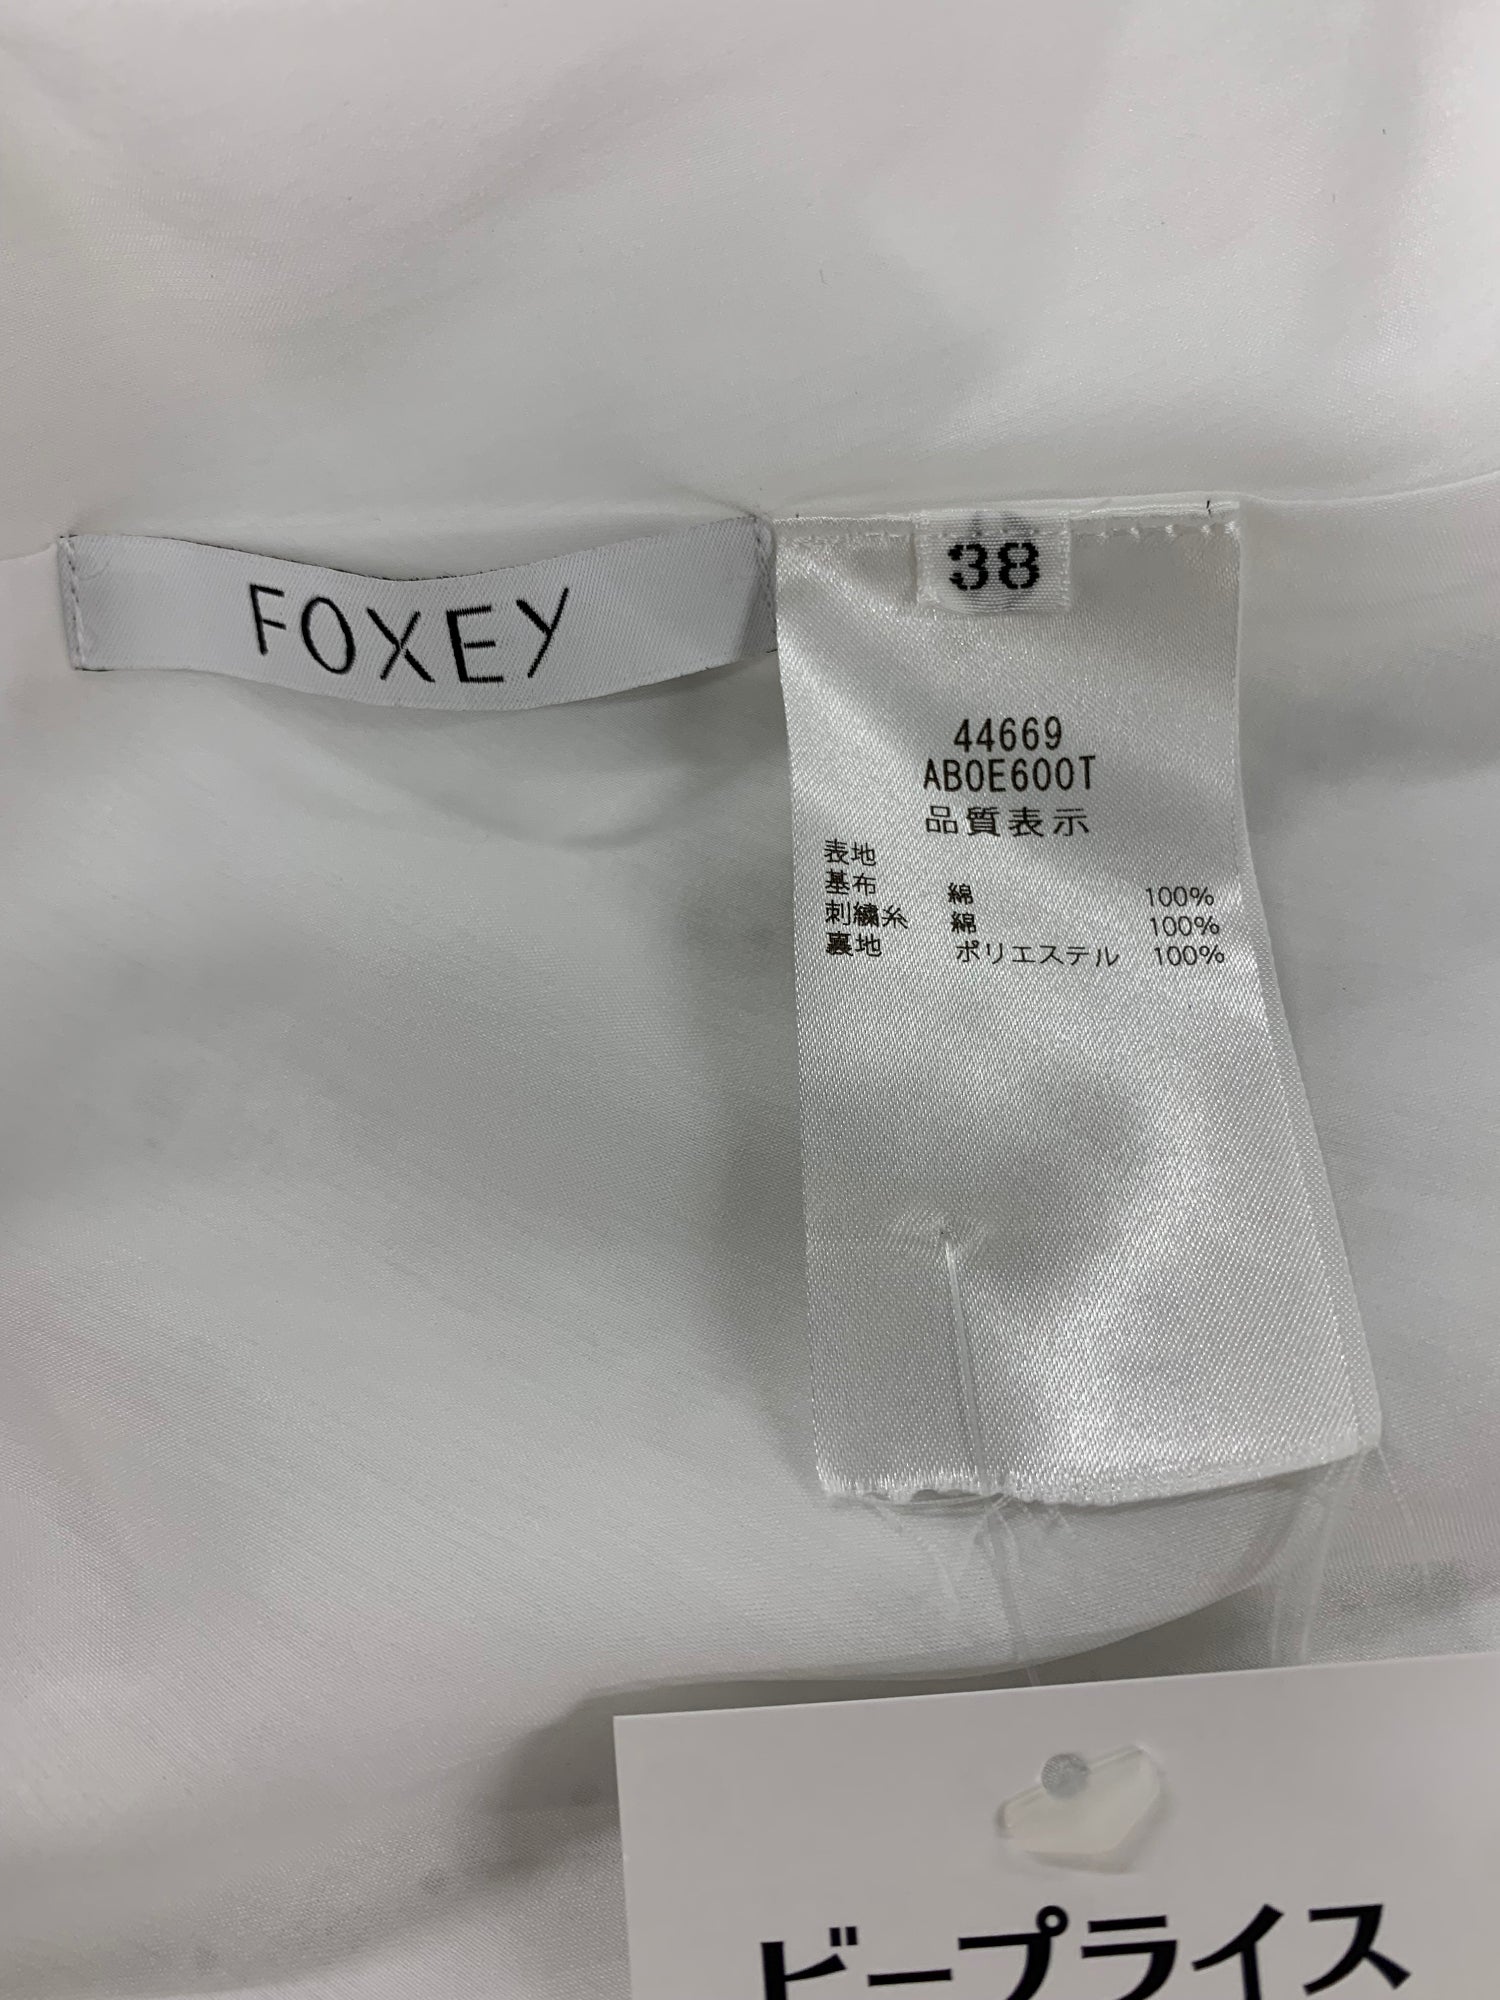 FOXEY
38
44669
AB0E600T
品質表示
表地
基布 綿 100%
刺繍糸 綿 100%
裏地 ポリエステル 100%
ビープライス